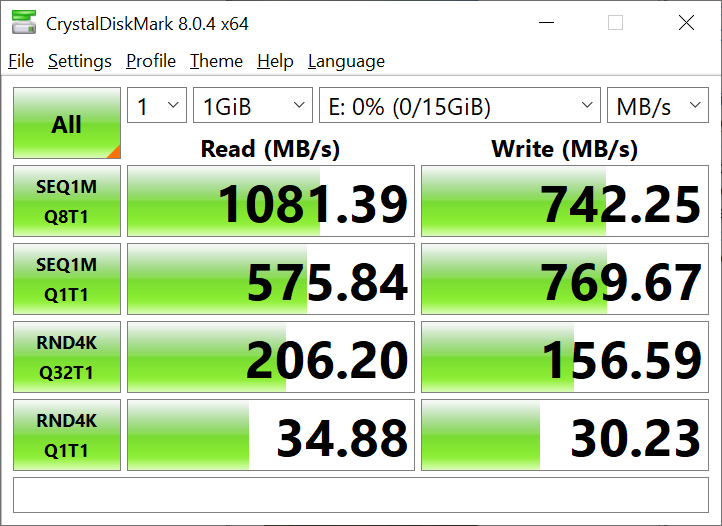 CrystalDiskMark 8.0.4 x64
File Settings Profile Theme Help Language
All 1 1GiB E: 0% (0/15GiB) MB/s
Read (MB/s) Write (MB/s)
SEQ1M
Q8T1 1081.39 742.25
SEQ1M
Q1T1 575.84 769.67
RND4K
Q32T1 206.20 156.59
RND4K
Q1T1 34.88 30.23